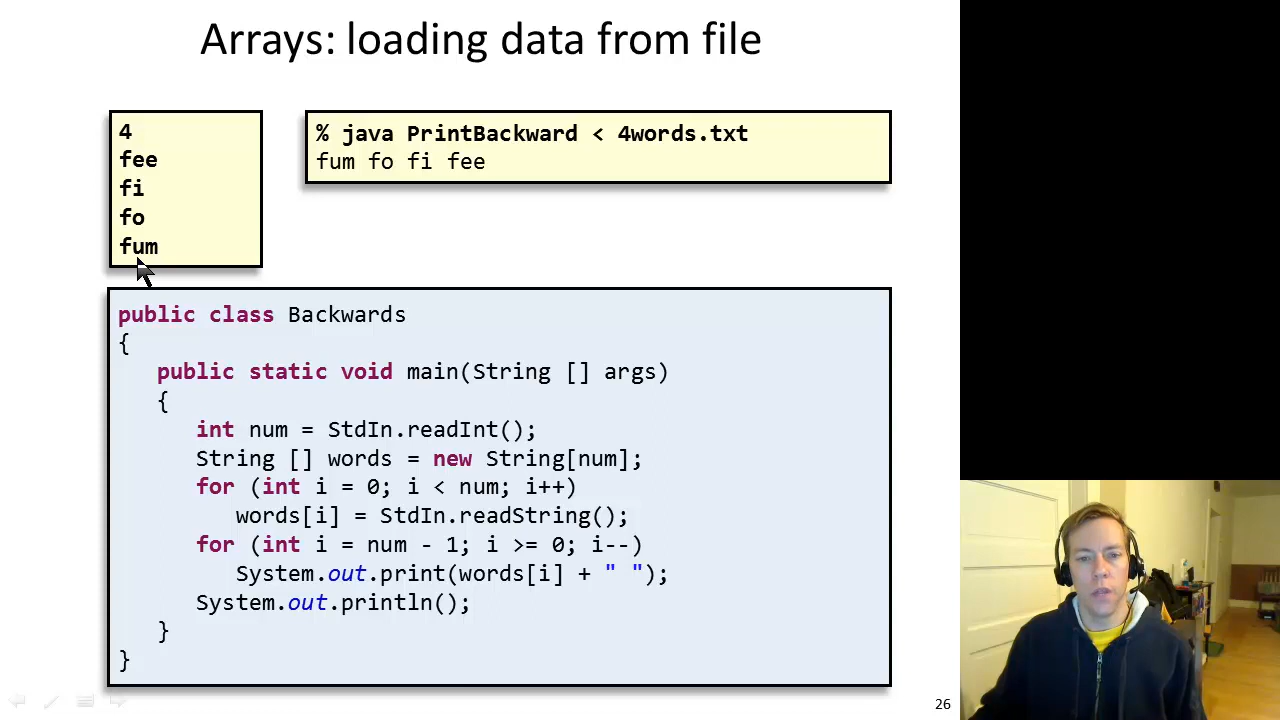 Arrays: loading data from file
4
fee
fi
fo
fum
% java PrintBackward < 4words.txt
fum fo fi fee
public class Backwards
{
public static void main(String [] args)
{
int num = StdIn.readInt();
String [] words = new String[num];
for (int i = 0; i < num; i++)
words[i] = StdIn.readString();
for (int i = num - 1; i >= 0; i--)
System.out.print(words[i] + " ");
System.out.println();
}
}
26